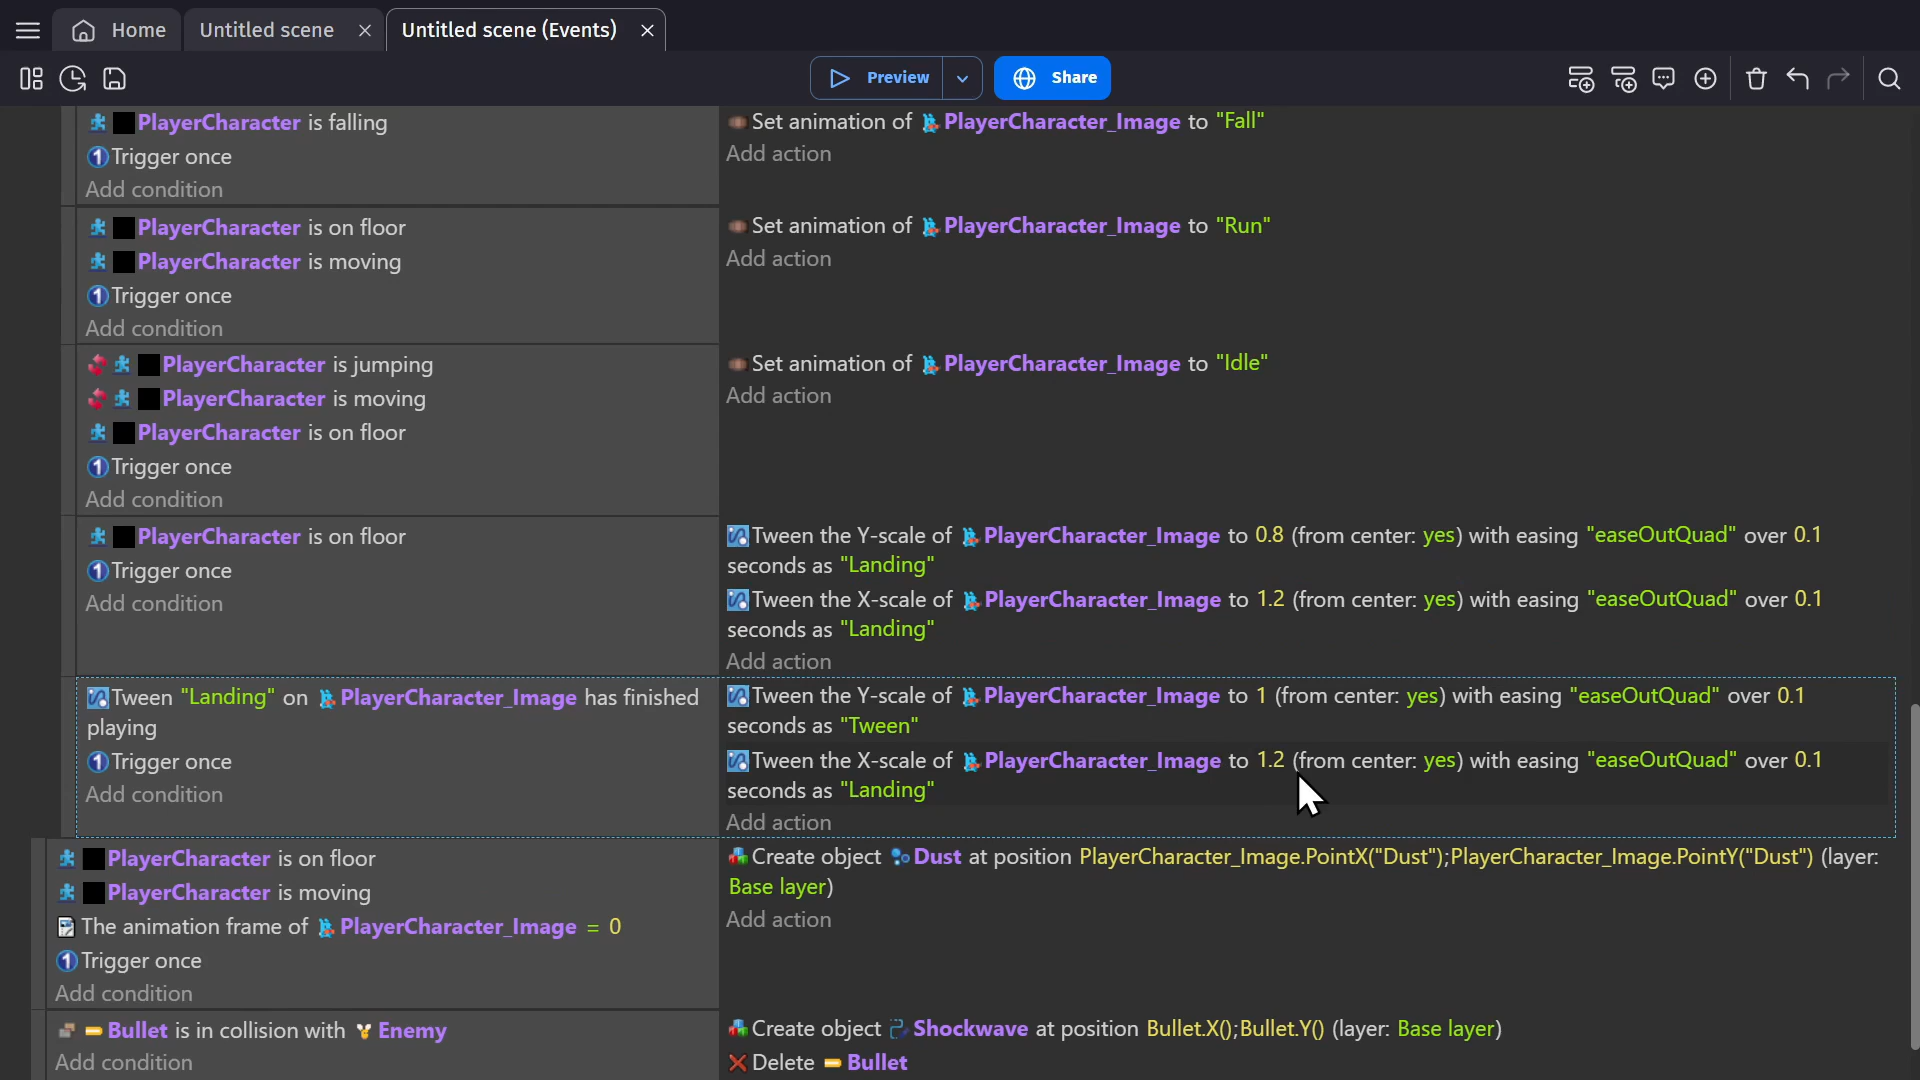 Home
Untitled scene
Untitled scene (Events)
Preview
Share
PlayerCharacter is falling
Trigger once
Add condition
Set animation of PlayerCharacter_Image to "Fall"
Add action
PlayerCharacter is on floor
PlayerCharacter is moving
Trigger once
Add condition
Set animation of PlayerCharacter_Image to "Run"
Add action
PlayerCharacter is jumping
PlayerCharacter is moving
PlayerCharacter is on floor
Trigger once
Add condition
Set animation of PlayerCharacter_Image to "Idle"
Add action
PlayerCharacter is on floor
Trigger once
Add condition
Tween the Y-scale of PlayerCharacter_Image to 0.8 (from center: yes) with easing "easeOutQuad" over 0.1
seconds as "Landing"
Tween the X-scale of PlayerCharacter_Image to 1.2 (from center: yes) with easing "easeOutQuad" over 0.1
seconds as "Landing"
Add action
Tween "Landing" on PlayerCharacter_Image has finished
playing
Trigger once
Add condition
Tween the Y-scale of PlayerCharacter_Image to 1 (from center: yes) with easing "easeOutQuad" over 0.1
seconds as "Tween"
Tween the X-scale of PlayerCharacter_Image to 1.2 (from center: yes) with easing "easeOutQuad" over 0.1
seconds as "Landing"
Add action
PlayerCharacter is on floor
PlayerCharacter is moving
The animation frame of PlayerCharacter_Image = 0
Trigger once
Add condition
Create object Dust at position PlayerCharacter_Image.PointX("Dust");PlayerCharacter_Image.PointY("Dust") (layer:
Base layer)
Add action
Bullet is in collision with Enemy
Add condition
Create object Shockwave at position Bullet.X();Bullet.Y() (layer: Base layer)
Delete Bullet